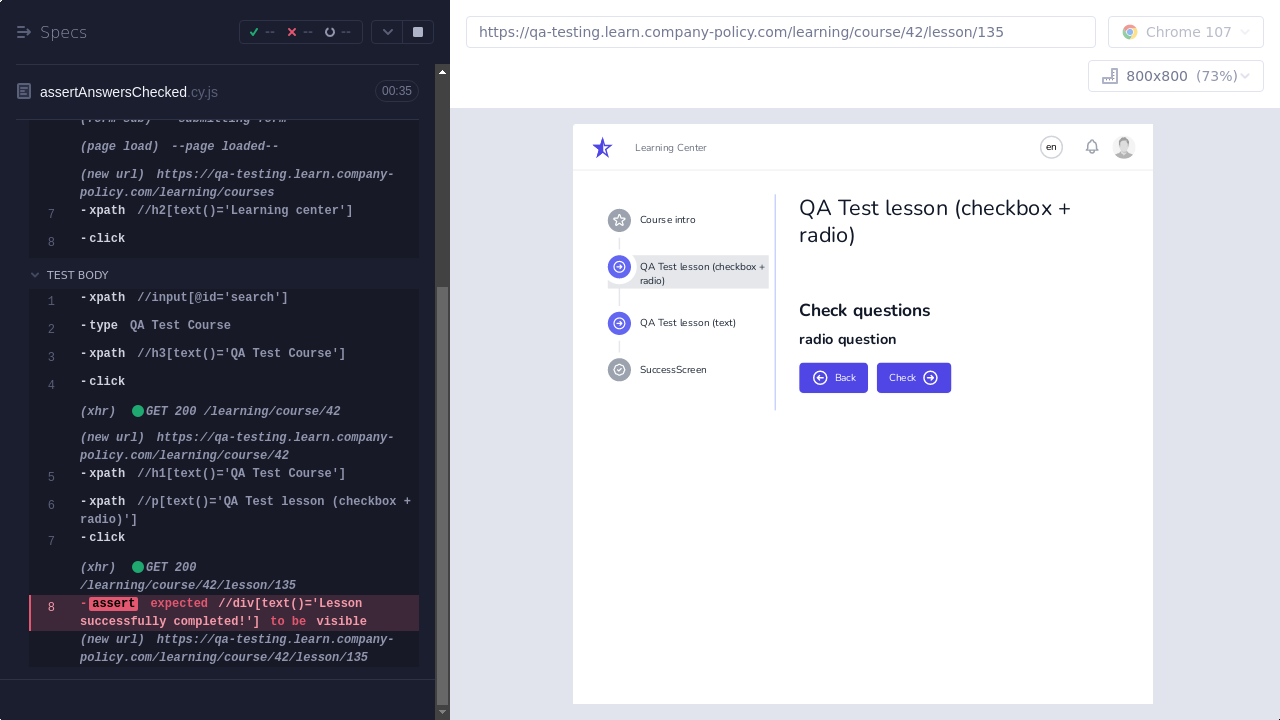 Specs
--
--
--
https://qa-testing.learn.company-policy.com/learning/course/42/lesson/135
Chrome 107
800x800 (73%)
assertAnswersChecked.cy.js
00:35
(form sub) --submitting form--
(page load) --page loaded--
(new url) https://qa-testing.learn.company-
policy.com/learning/courses
7 -xpath //h2[text()='Learning center']
8 -click
TEST BODY
1 -xpath //input[@id='search']
2 -type QA Test Course
3 -xpath //h3[text()='QA Test Course']
4 -click
(xhr) GET 200 /learning/course/42
(new url) https://qa-testing.learn.company-
policy.com/learning/course/42
5 -xpath //h1[text()='QA Test Course']
6 -xpath //p[text()='QA Test lesson (checkbox +
radio)']
7 -click
(xhr) GET 200
/learning/course/42/lesson/135
8 -assert expected //div[text()='Lesson
successfully completed!'] to be visible
(new url) https://qa-testing.learn.company-
policy.com/learning/course/42/lesson/135
Learning Center
en
Course intro
QA Test lesson (checkbox +
radio)
QA Test lesson (text)
SuccessScreen
QA Test lesson (checkbox +
radio)
Check questions
radio question
Back
Check